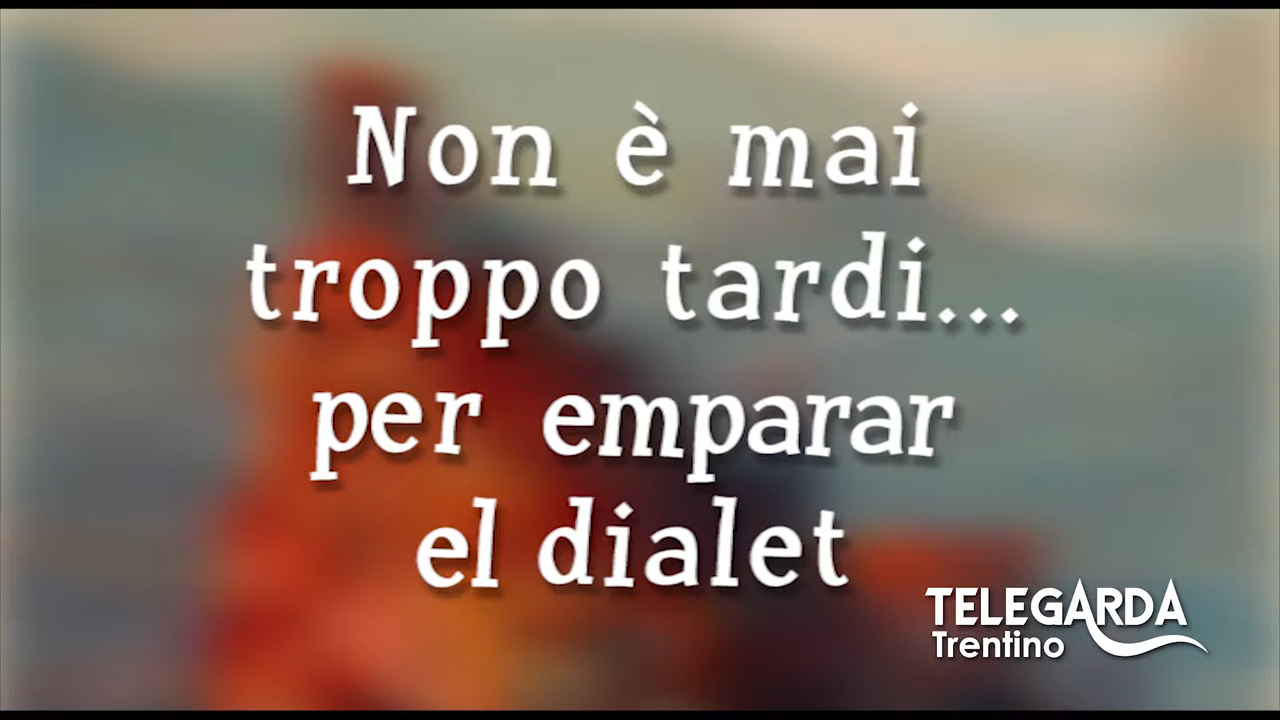 Non è mai
troppo tardi...
per emparar
el dialet
TELEGARDA
Trentino